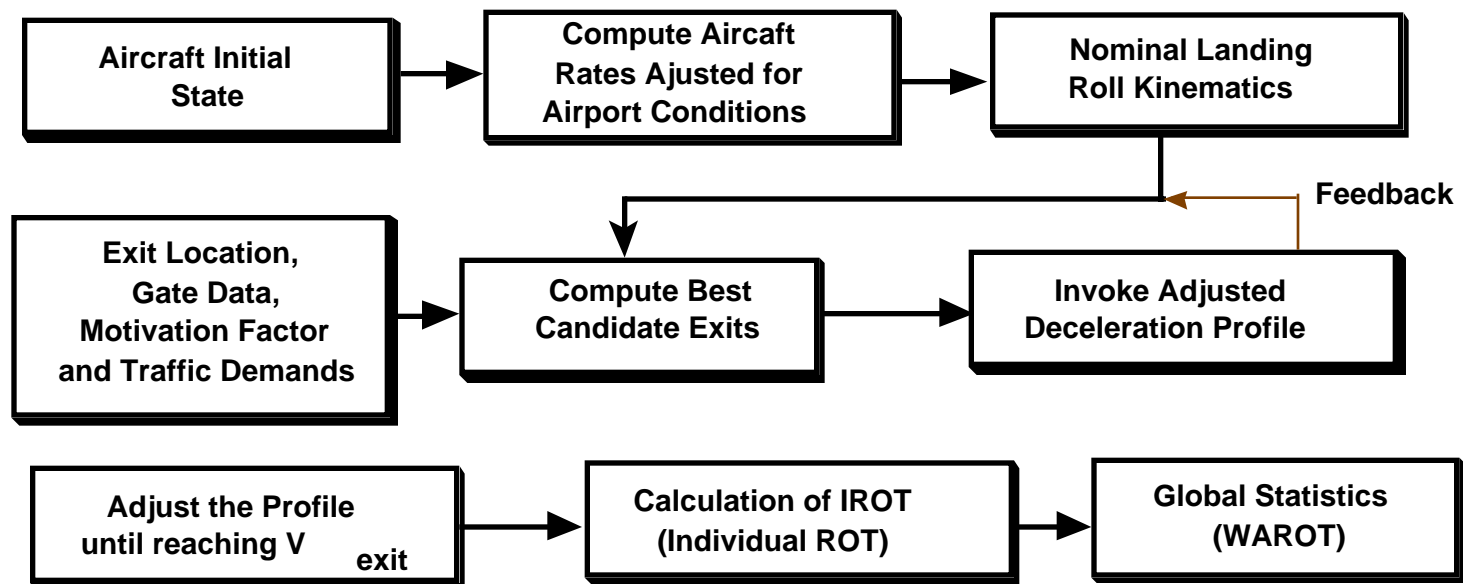 Aircraft Initial
State
Compute Aircaft
Rates Ajusted for
Airport Conditions
Nominal Landing
Roll Kinematics
Feedback
Exit Location,
Gate Data,
Motivation Factor
and Traffic Demands
Compute Best
Candidate Exits
Invoke Adjusted
Deceleration Profile
Adjust the Profile
until reaching V exit
Calculation of IROT
(Individual ROT)
Global Statistics
(WAROT)